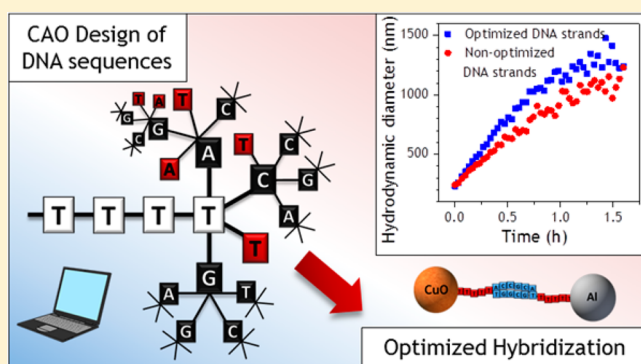 CAO Design of
DNA sequences
Optimized DNA strands
Non-optimized
DNA strands
Hydrodynamic diameter (nm)
1500
1000
500
0.0 0.5 1.0 1.5
Time (h)
T A T C
G
G
C
A
A
T C
C G
A
T T T T
T
G
A T
G C
CuO
Al
Optimized Hybridization